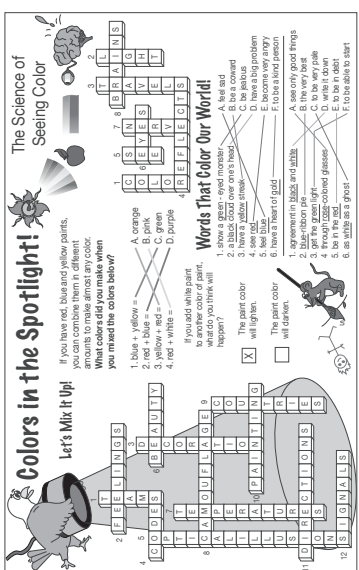 Colors in the Spotlight!
Let's Mix It Up!
If you have red, blue and yellow paints,
you can combine them in different
amounts to make almost any color.
What colors did you make when
you mixed the colors below?
1. blue + yellow =
2. red + blue =
3. yellow + red =
4. red + white =
A. orange
B. pink
C. green
D. purple
If you add white paint
to another color of paint,
what do you think will
happen?
X
The paint color
will lighten.
The paint color
will darken.
FEELINGS
CODES
BEAUTY
CAMOUFLAGE
PAINTING
DIRECTIONS
SIGNALS
The Science of
Seeing Color
BRAINS
EYES
REFLECTS
Words That Color Our World!
1. show a green - eyed monster
2. a black cloud over one's head
3. have a yellow streak
4. see red
5. feel blue
6. have a heart of gold
A. feel sad
B. be a coward
C. be jealous
D. have a big problem
E. become very angry
F. to be a kind person
1. agreement in black and white
2. blue-ribbon pie
3. get the green light
4. through rose-colored glasses
5. be in the red
6. as white as a ghost
A. see only good things
B. the very best
C. to be very pale
D. write it down
E. to be in debt
F. to be able to start